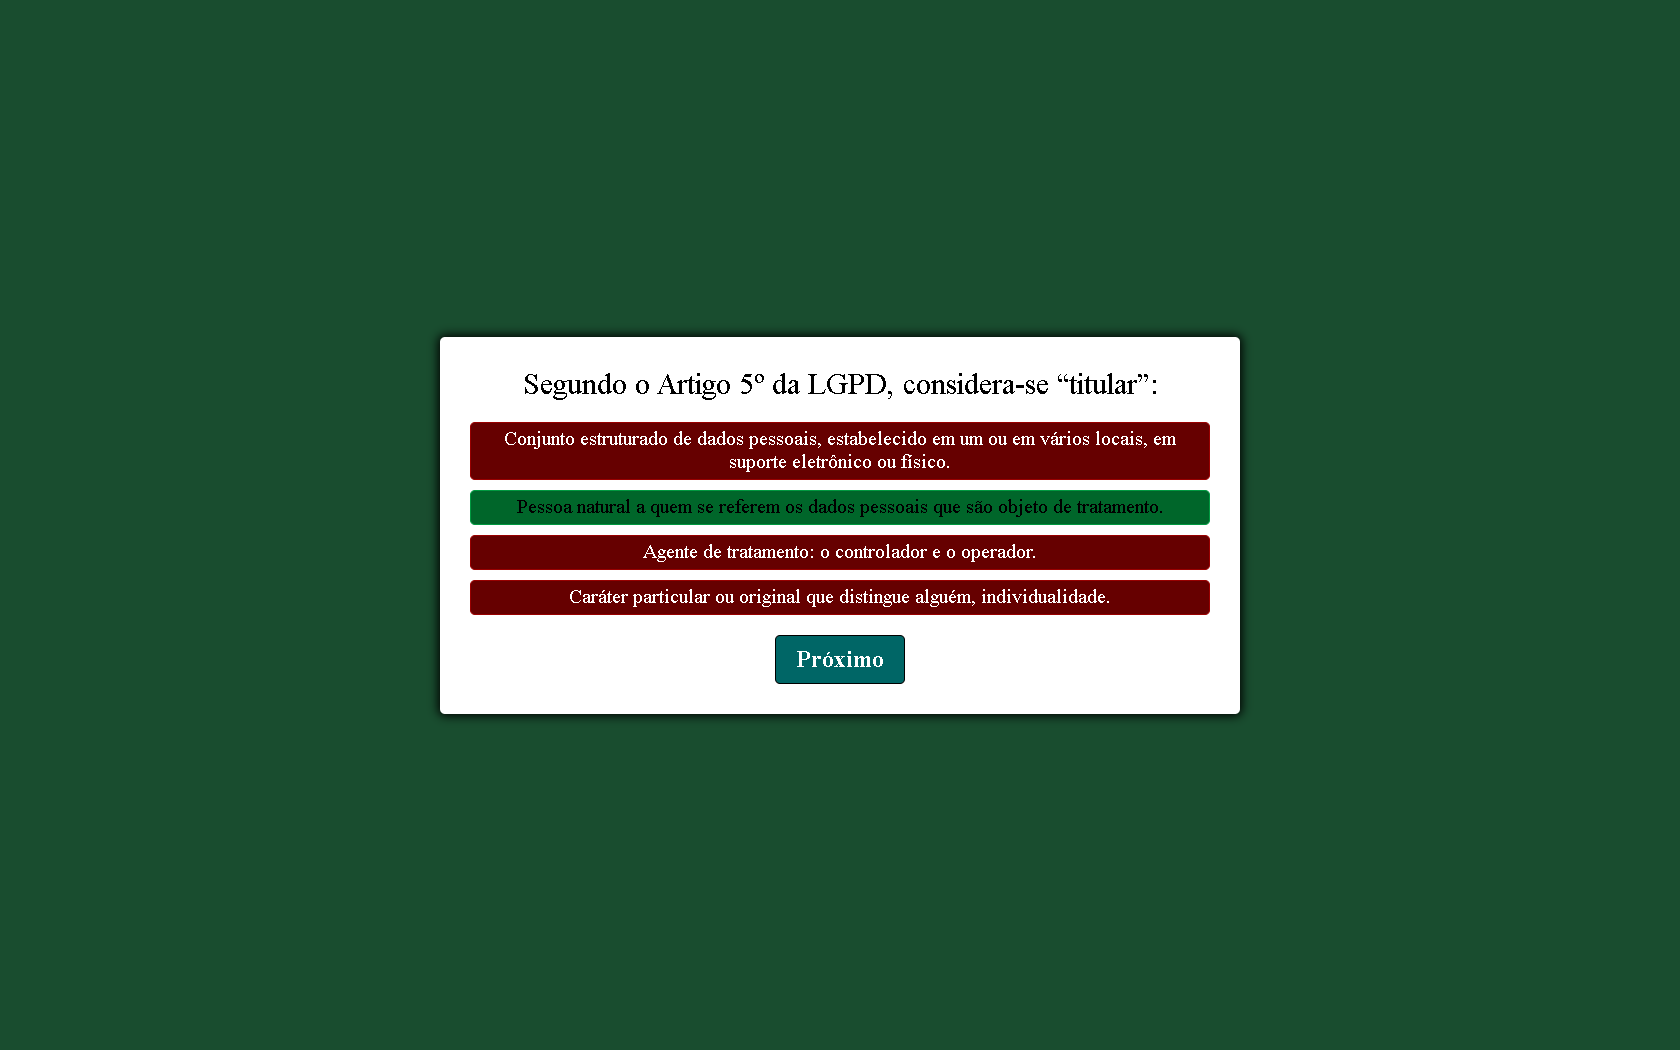 Segundo o Artigo 5º da LGPD, considera-se “titular”:
Conjunto estruturado de dados pessoais, estabelecido em um ou em vários locais, em
suporte eletrônico ou físico.
Pessoa natural a quem se referem os dados pessoais que são objeto de tratamento.
Agente de tratamento: o controlador e o operador.
Caráter particular ou original que distingue alguém, individualidade.
Próximo